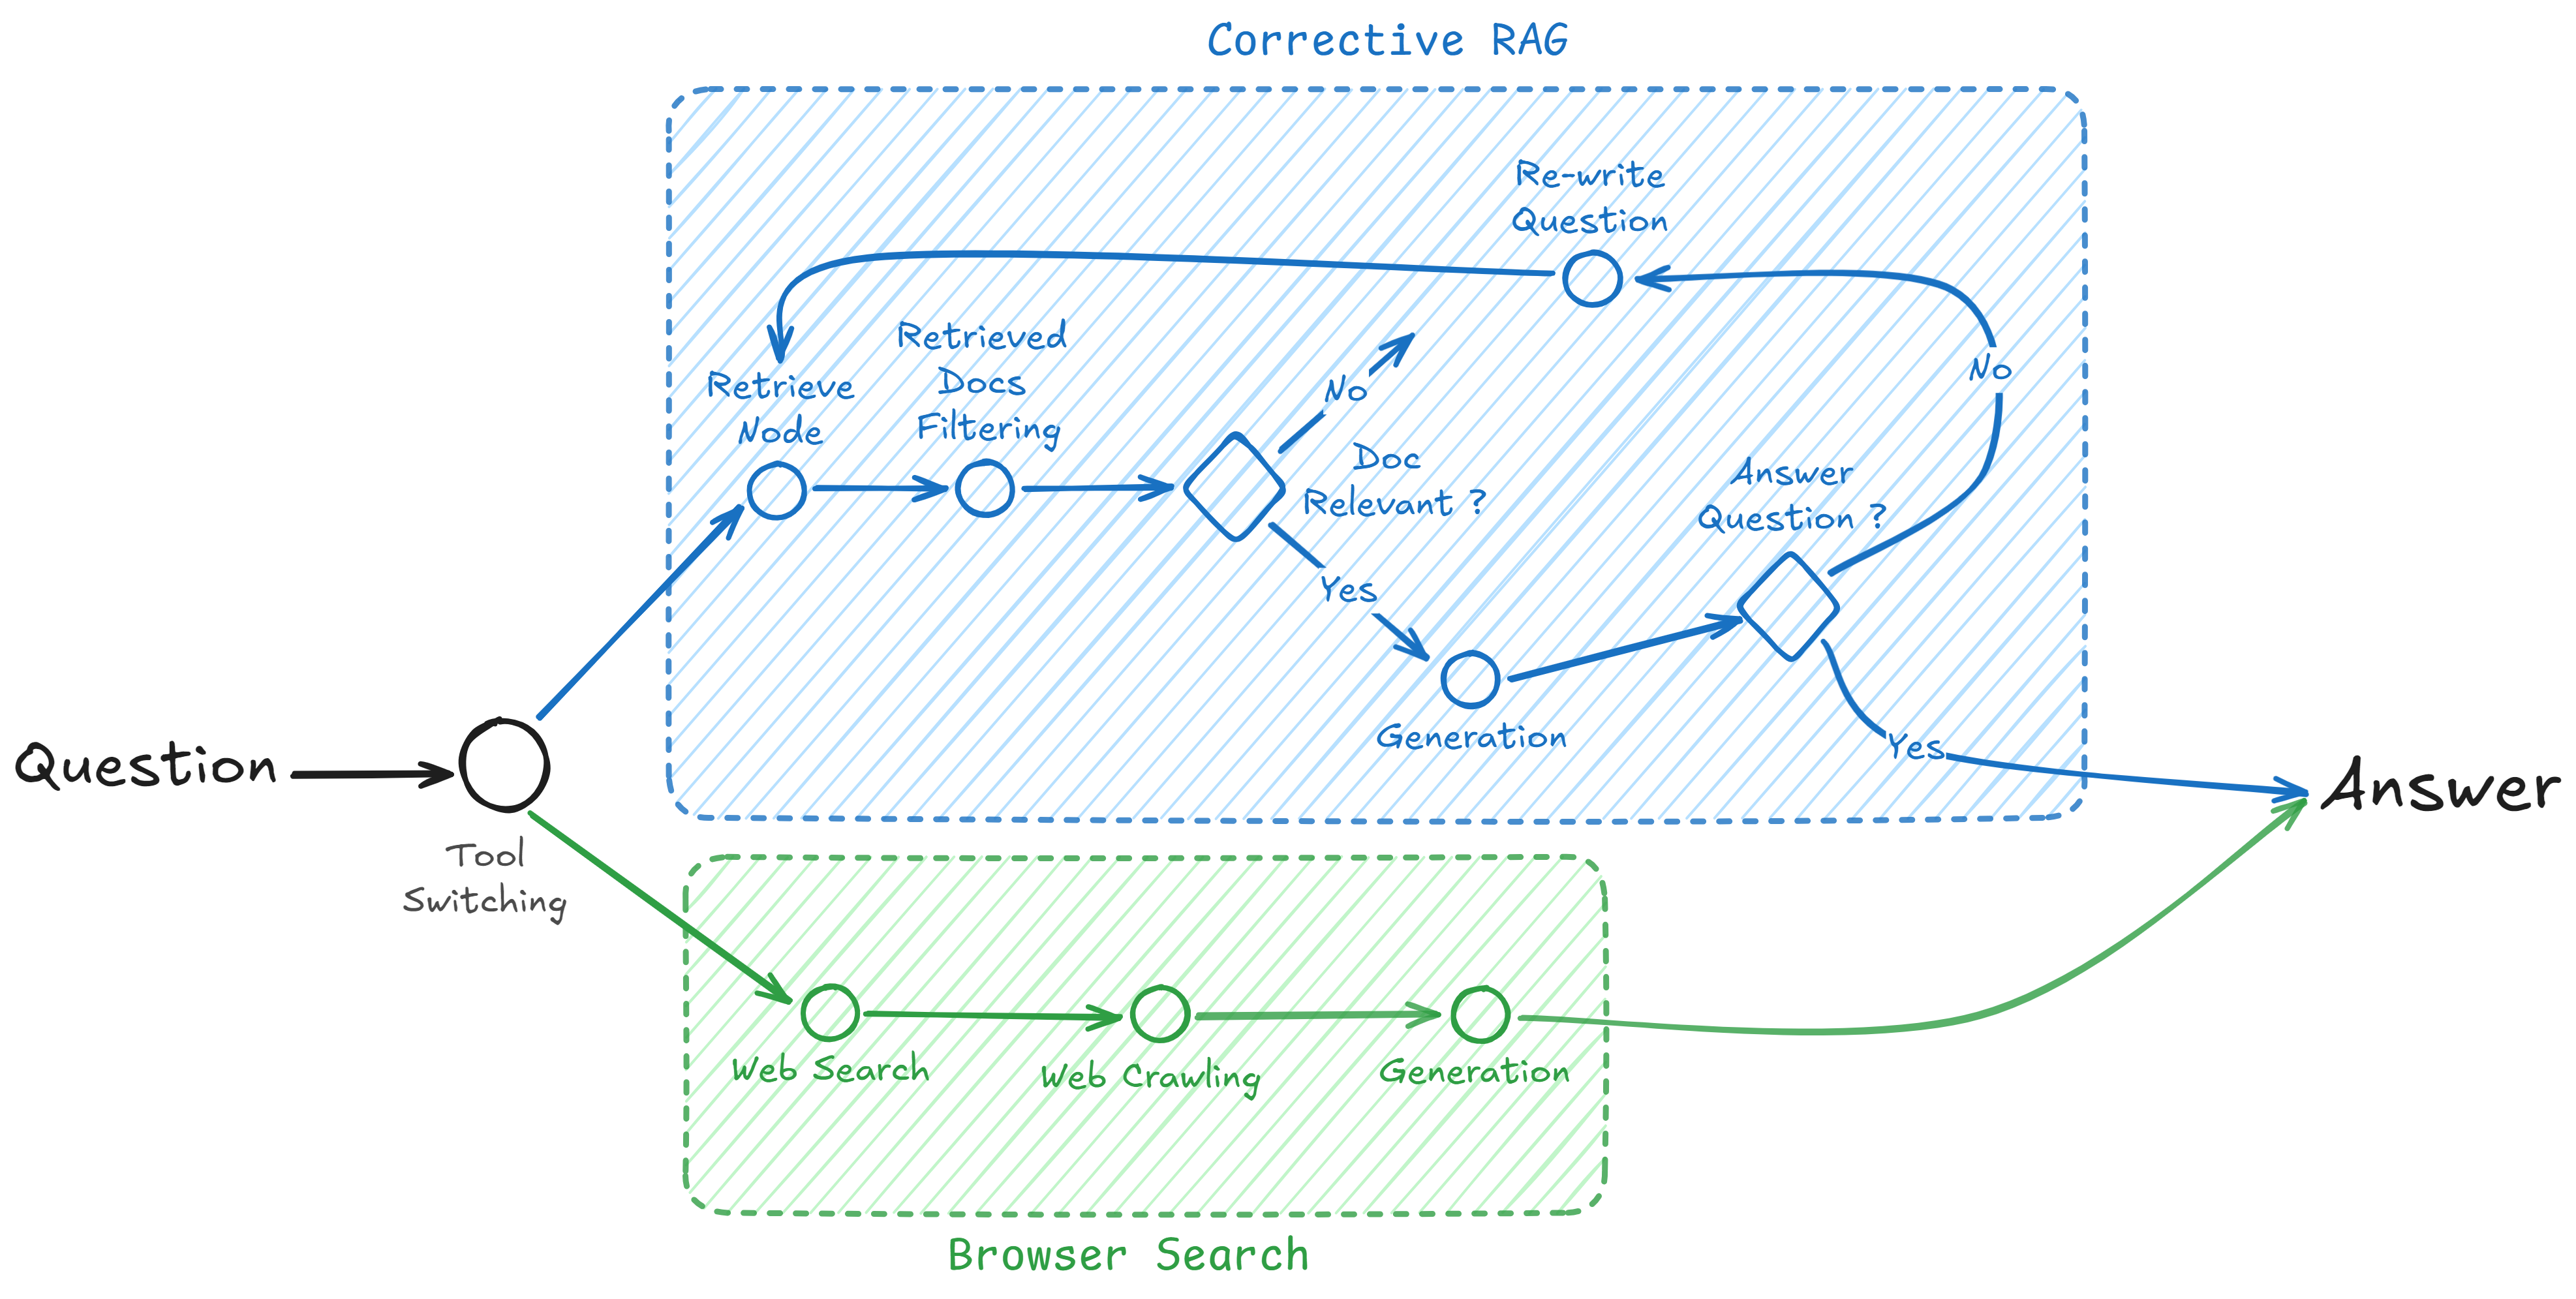 Corrective RAG
Re-write
Question
Retrieved
Docs
Filtering
Retrieve
Node
No
No
Doc
Relevant ?
Answer
Question ?
Yes
Generation
Yes
Question
Answer
Tool
Switching
Web Search
Web Crawling
Generation
Browser Search